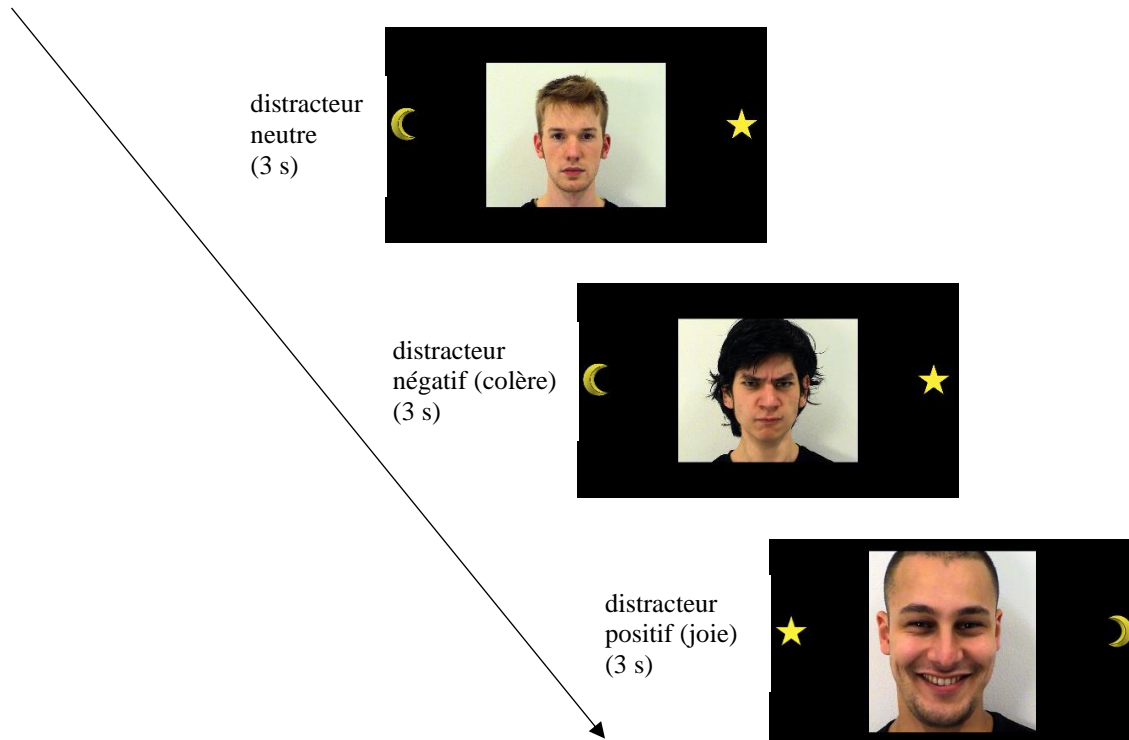 distracteur
neutre
(3 s)
distracteur
négatif (colère)
(3 s)
distracteur
positif (joie)
(3 s)